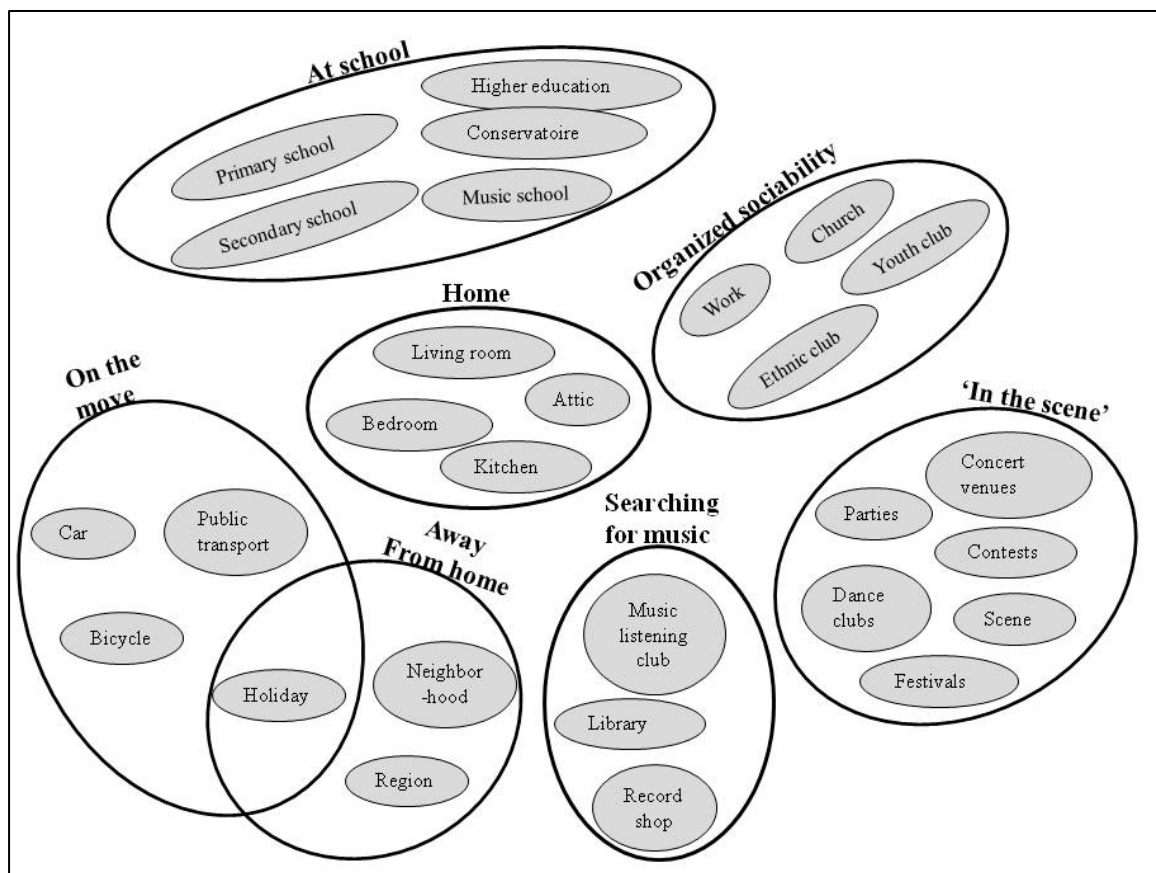 At school
Higher education
Conservatoire
Primary school
Music school
Secondary school
Organized sociability
Church
Youth club
Work
Ethnic club
Home
Living room
Attic
Bedroom
Kitchen
On the
move
Car
Public
transport
Bicycle
Holiday
Away
From home
Neighbor
-hood
Region
Searching
for music
Music
listening
club
Library
Record
shop
‘In the scene’
Concert
venues
Parties
Contests
Dance
clubs
Scene
Festivals